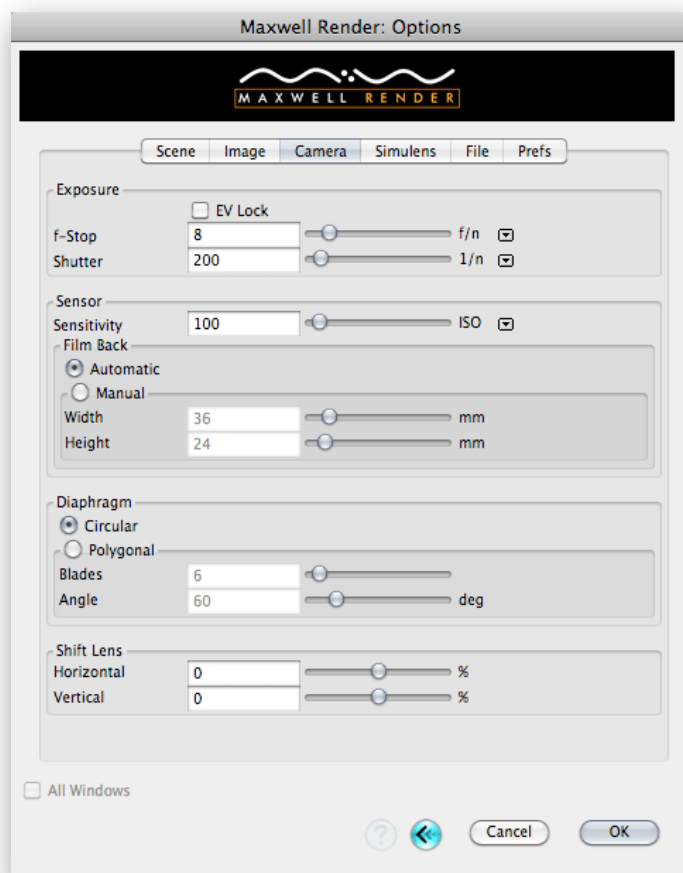 Maxwell Render: Options
MAXWELL RENDER
Scene Image Camera Simulens File Prefs
Exposure
EV Lock
f-Stop 8 f/n
Shutter 200 1/n
Sensor
Sensitivity 100 ISO
Film Back
Automatic
Manual
Width 36 mm
Height 24 mm
Diaphragm
Circular
Polygonal
Blades 6
Angle 60 deg
Shift Lens
Horizontal 0 %
Vertical 0 %
All Windows
? Cancel OK